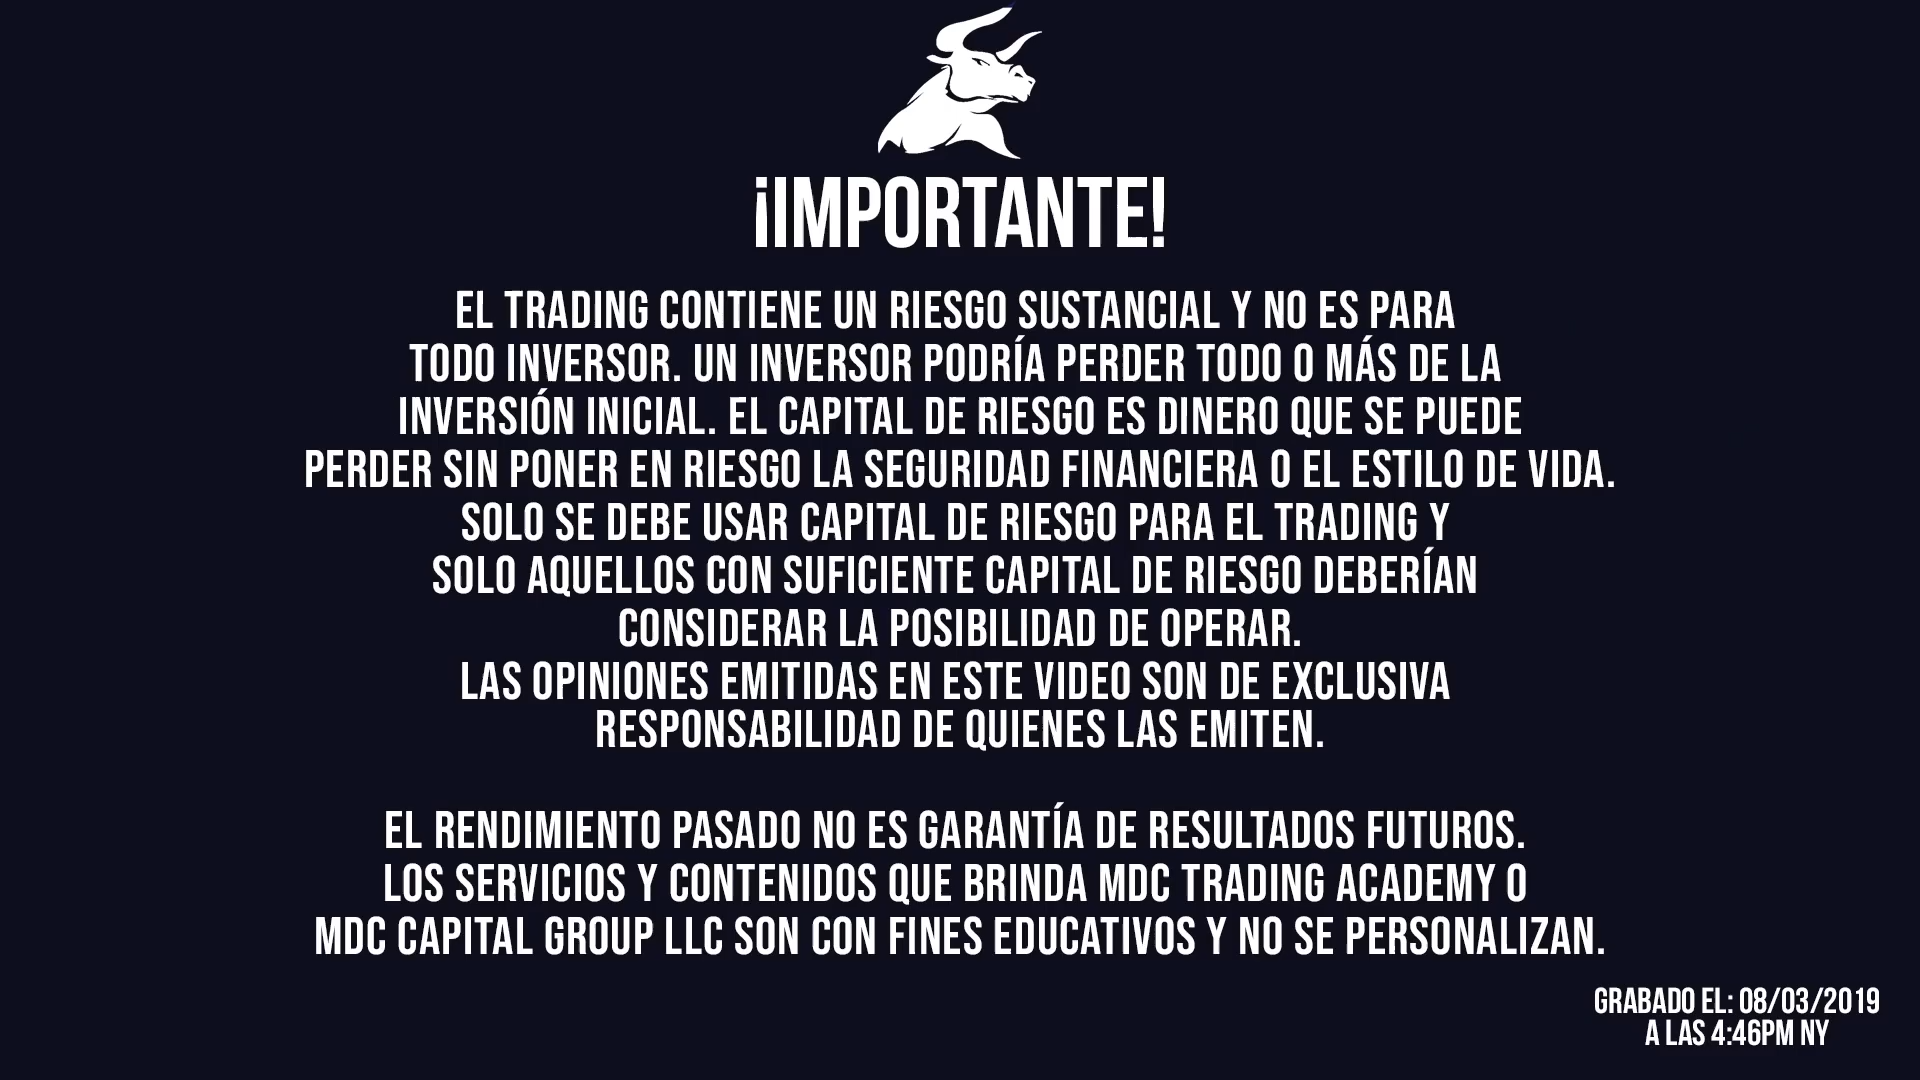 ¡IMPORTANTE!
EL TRADING CONTIENE UN RIESGO SUSTANCIAL Y NO ES PARA
TODO INVERSOR. UN INVERSOR PODRÍA PERDER TODO O MÁS DE LA
INVERSIÓN INICIAL. EL CAPITAL DE RIESGO ES DINERO QUE SE PUEDE
PERDER SIN PONER EN RIESGO LA SEGURIDAD FINANCIERA O EL ESTILO DE VIDA.
SOLO SE DEBE USAR CAPITAL DE RIESGO PARA EL TRADING Y
SOLO AQUELLOS CON SUFICIENTE CAPITAL DE RIESGO DEBERÍAN
CONSIDERAR LA POSIBILIDAD DE OPERAR.
LAS OPINIONES EMITIDAS EN ESTE VIDEO SON DE EXCLUSIVA
RESPONSABILIDAD DE QUIENES LAS EMITEN.
EL RENDIMIENTO PASADO NO ES GARANTÍA DE RESULTADOS FUTUROS.
LOS SERVICIOS Y CONTENIDOS QUE BRINDA MDC TRADING ACADEMY O
MDC CAPITAL GROUP LLC SON CON FINES EDUCATIVOS Y NO SE PERSONALIZAN.
GRABADO EL: 08/03/2019
A LAS 4:46PM NY